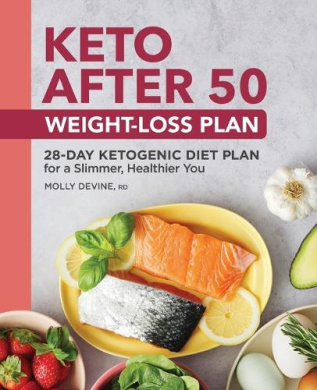 KETO
AFTER 50
WEIGHT-LOSS PLAN
28-DAY KETOGENIC DIET PLAN
for a Slimmer, Healthier You
MOLLY DEVINE, RD